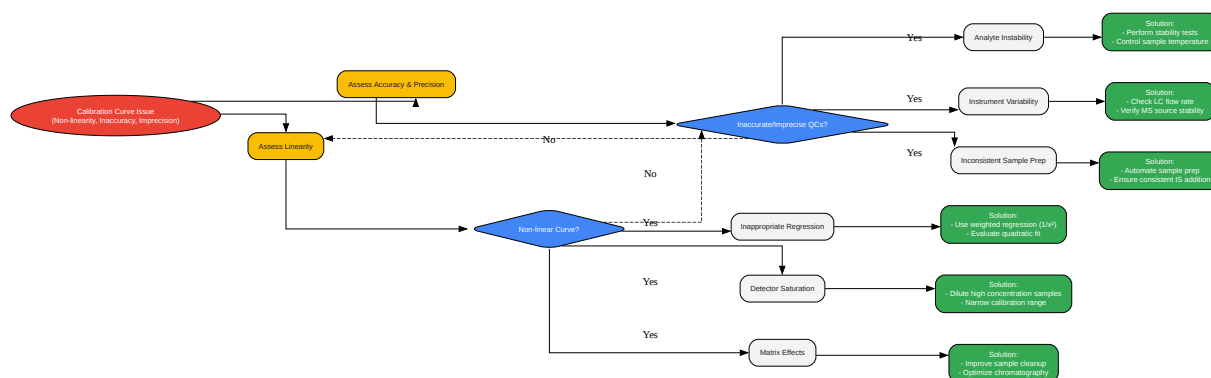 Calibration Curve Issue
(Non-linearity, Inaccuracy, Imprecision)
Assess Accuracy & Precision
Assess Linearity
Inaccurate/Imprecise QCs?
Non-linear Curve?
No
No
Yes
Analyte Instability
Solution:
- Perform stability tests
- Control sample temperature
Yes
Instrument Variability
Solution:
- Check LC flow rate
- Verify MS source stability
Yes
Inconsistent Sample Prep
Solution:
- Automate sample prep
- Ensure consistent IS addition
Yes
Inappropriate Regression
Solution:
- Use weighted regression (1/x²)
- Evaluate quadratic fit
Yes
Detector Saturation
Solution:
- Dilute high concentration samples
- Narrow calibration range
Yes
Matrix Effects
Solution:
- Improve sample cleanup
- Optimize chromatography